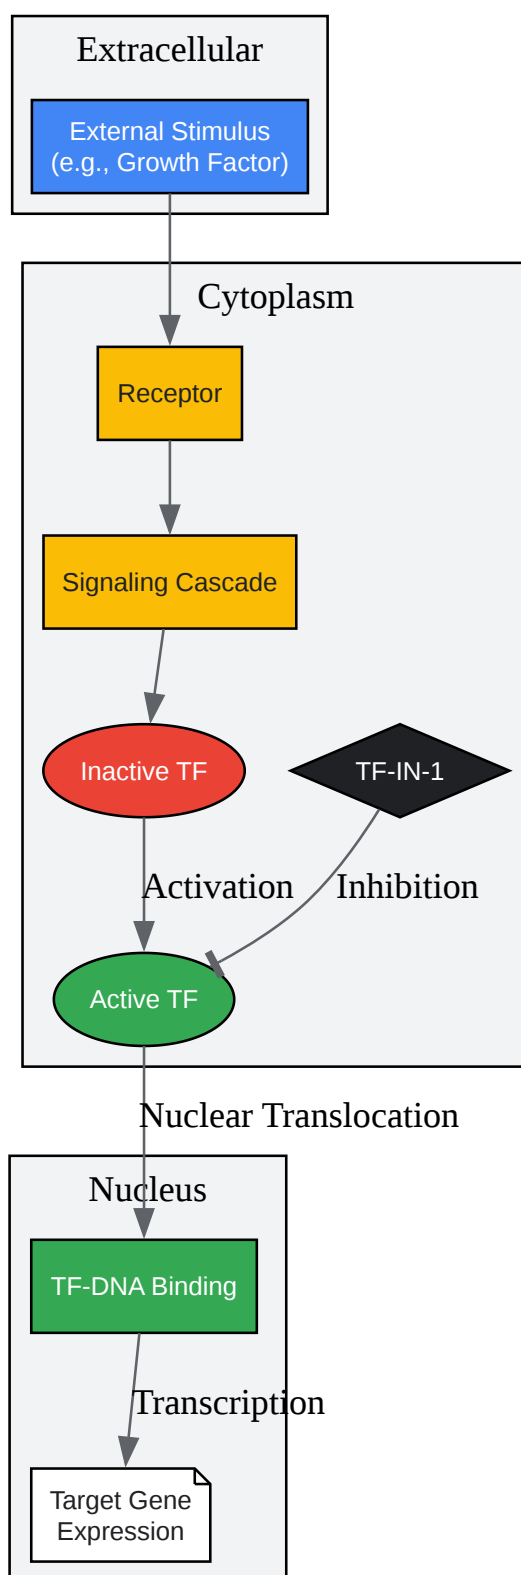 Extracellular
External Stimulus
(e.g., Growth Factor)
Cytoplasm
Receptor
Signaling Cascade
Inactive TF
TF-IN-1
Activation
Inhibition
Active TF
Nuclear Translocation
Nucleus
TF-DNA Binding
Transcription
Target Gene
Expression